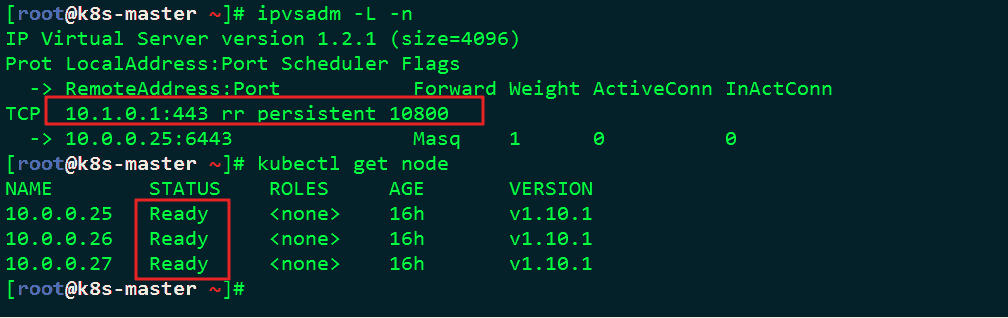 [root@k8s-master ~]# ipvsadm -L -n
IP Virtual Server version 1.2.1 (size=4096)
Prot LocalAddress:Port Scheduler Flags
  -> RemoteAddress:Port           Forward Weight ActiveConn InActConn
TCP  10.1.0.1:443 rr persistent 10800
  -> 10.0.0.25:6443               Masq    1      0          0
[root@k8s-master ~]# kubectl get node
NAME        STATUS    ROLES     AGE       VERSION
10.0.0.25   Ready     <none>    16h       v1.10.1
10.0.0.26   Ready     <none>    16h       v1.10.1
10.0.0.27   Ready     <none>    16h       v1.10.1
[root@k8s-master ~]#